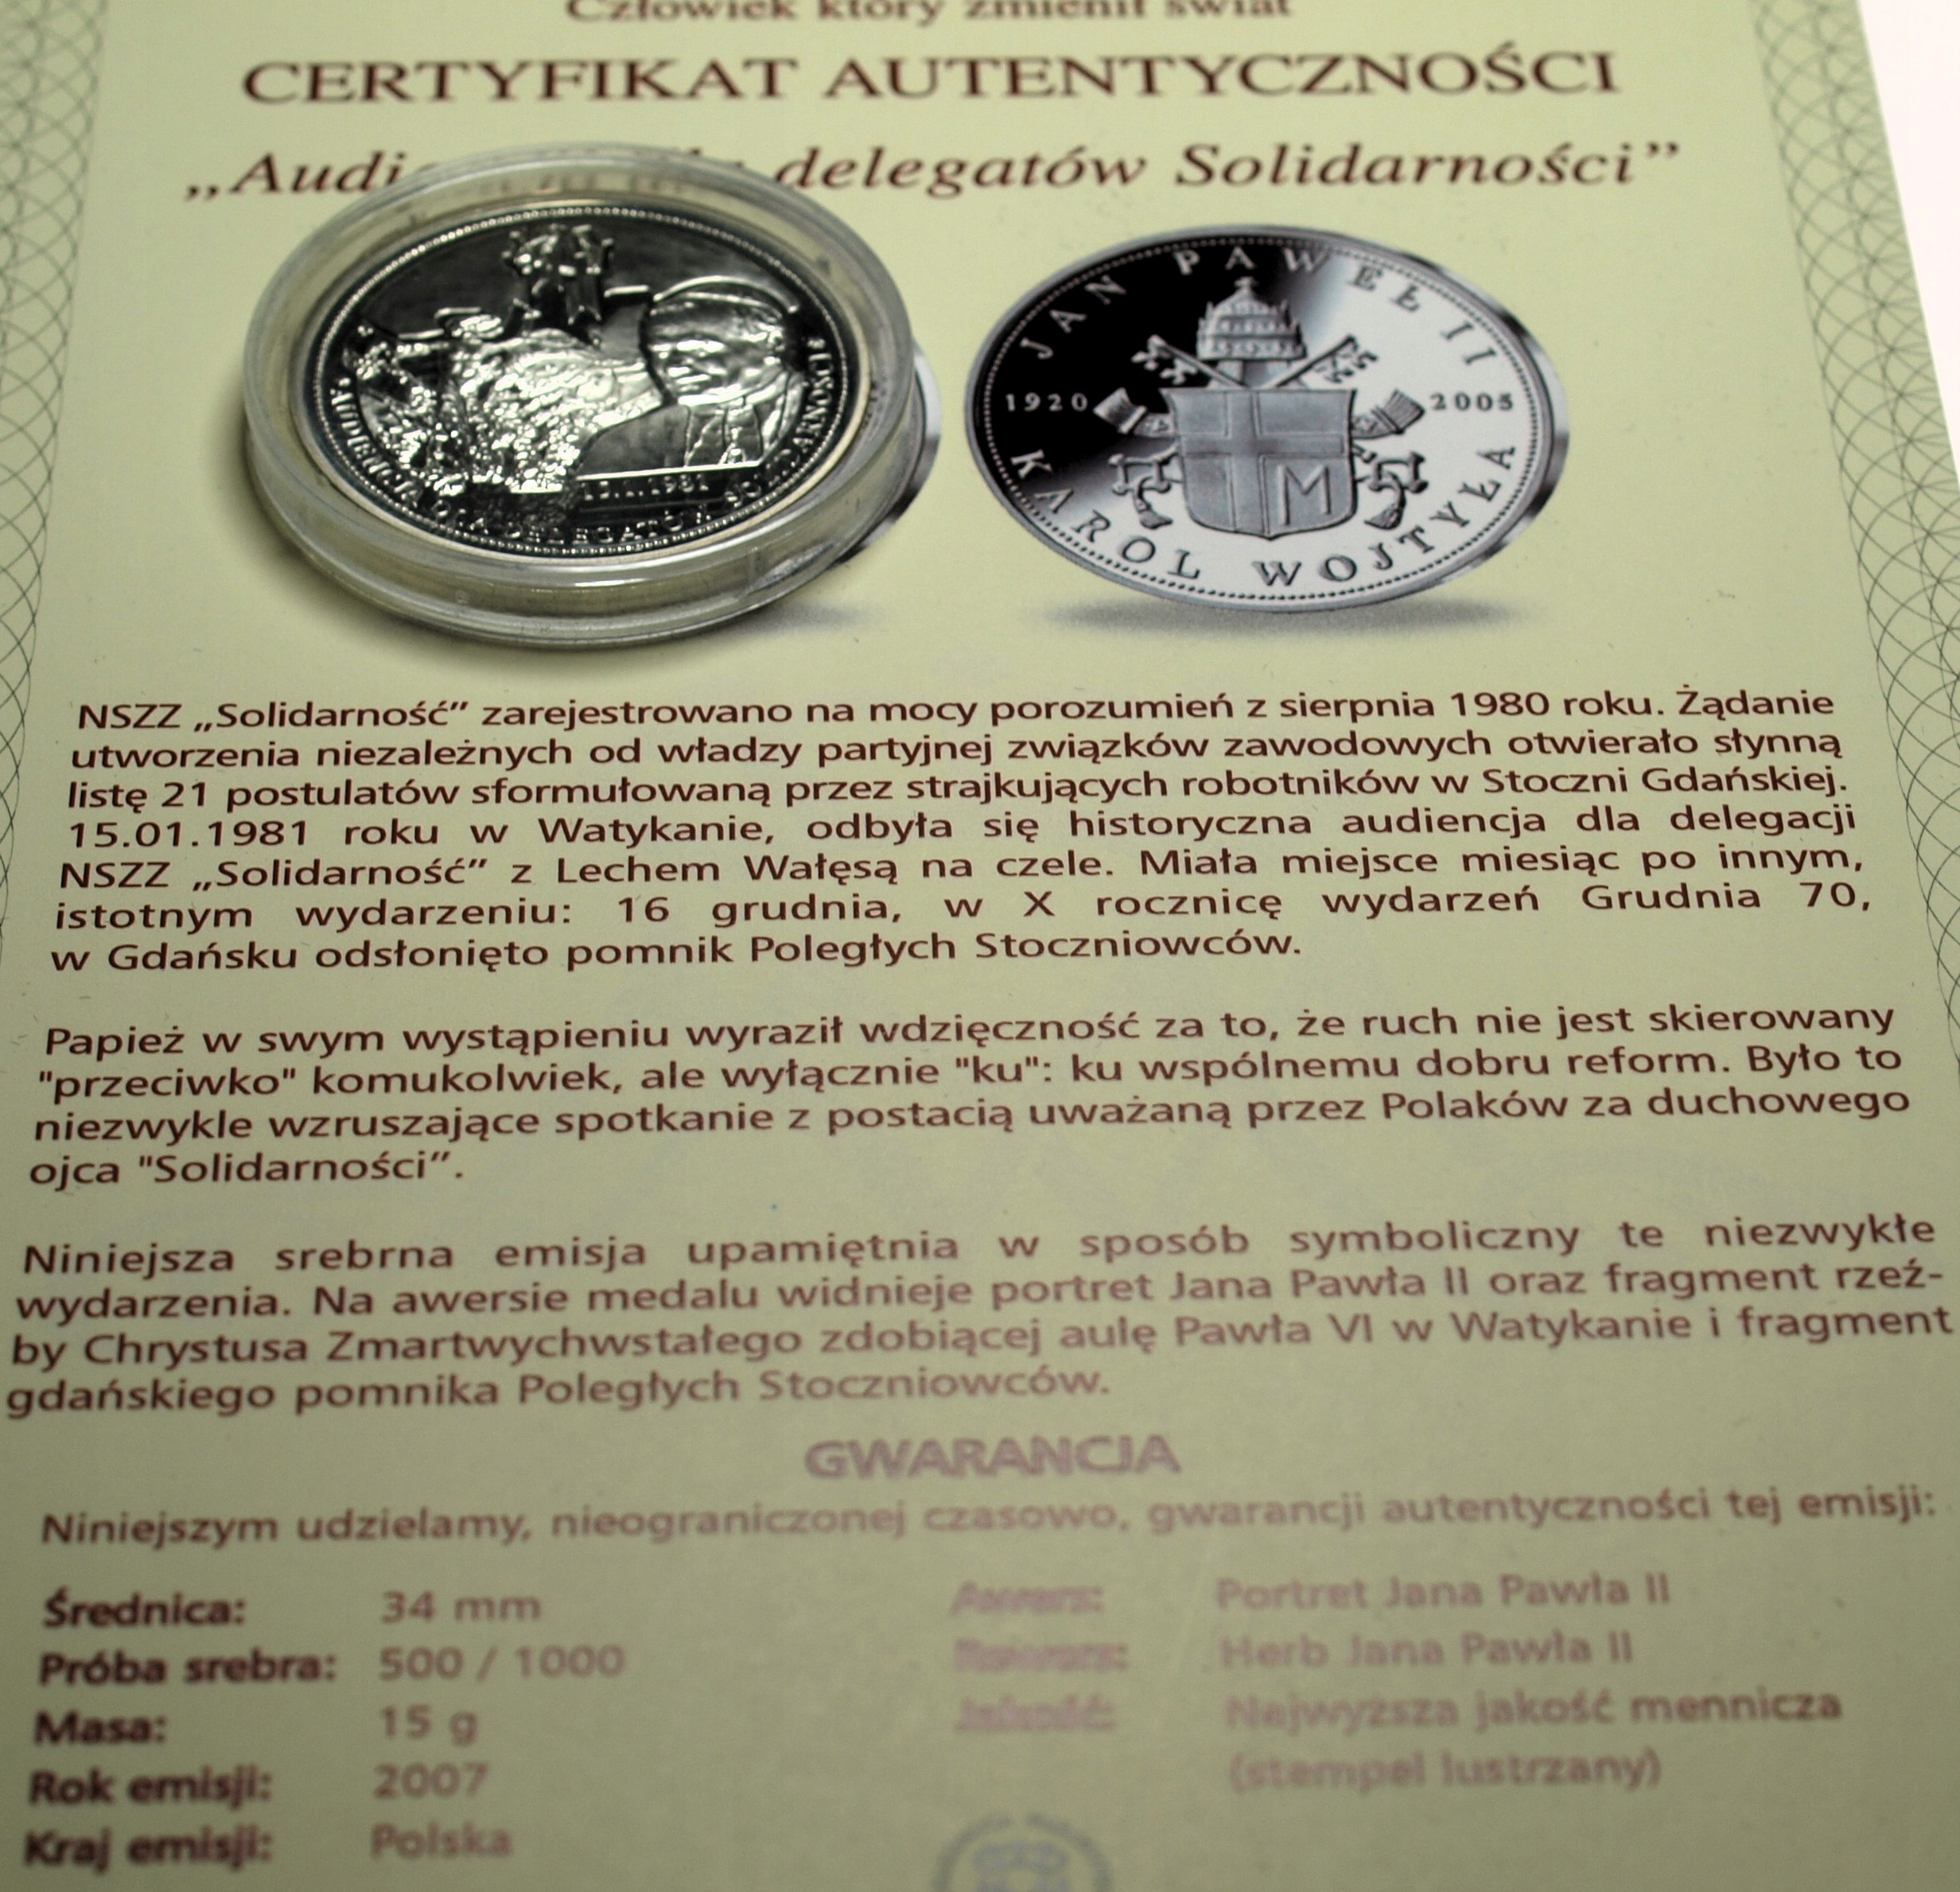 Człowiek który zmienił świat
CERTYFIKAT AUTENTYCZNOŚCI
„Audi delegatów Solidarności”
JAN PAWEŁ II
1920 2005
KAROL WOJTYŁA
AUDIENCJA DELEGATÓW
1981
NSZZ „Solidarność” zarejestrowano na mocy porozumień z sierpnia 1980 roku. Żądanie
utworzenia niezależnych od władzy partyjnej związków zawodowych otwierało słynną
listę 21 postulatów sformułowaną przez strajkujących robotników w Stoczni Gdańskiej.
15.01.1981 roku w Watykanie, odbyła się historyczna audiencja dla delegacji
NSZZ „Solidarność” z Lechem Wałęsą na czele. Miała miejsce miesiąc po innym,
istotnym wydarzeniu: 16 grudnia, w X rocznicę wydarzeń Grudnia 70,
w Gdańsku odsłonięto pomnik Poległych Stoczniowców.
Papież w swym wystąpieniu wyraził wdzięczność za to, że ruch nie jest skierowany
"przeciwko" komukolwiek, ale wyłącznie "ku": ku wspólnemu dobru reform. Było to
niezwykle wzruszające spotkanie z postacią uważaną przez Polaków za duchowego
ojca "Solidarności”.
Niniejsza srebrna emisja upamiętnia w sposób symboliczny te niezwykłe
wydarzenia. Na awersie medalu widnieje portret Jana Pawła II oraz fragment rzeź-
by Chrystusa Zmartwychwstałego zdobiącej aulę Pawła VI w Watykanie i fragment
gdańskiego pomnika Poległych Stoczniowców.
GWARANCJA
Niniejszym udzielamy, nieograniczonej czasowo, gwarancji autentyczności tej emisji:
Średnica: 34 mm
Próba srebra: 500 / 1000
Masa: 15 g
Rok emisji: 2007
Kraj emisji: Polska
Awers: Portret Jana Pawła II
Rewers: Herb Jana Pawła II
Jakość: Najwyższa jakość mennicza
(stempel lustrzany)